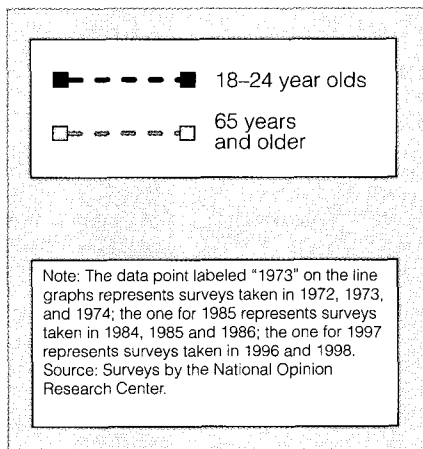 18–24 year olds
65 years
and older
Note: The data point labeled "1973" on the line
graphs represents surveys taken in 1972, 1973,
and 1974; the one for 1985 represents surveys
taken in 1984, 1985 and 1986; the one for 1997
represents surveys taken in 1996 and 1998.
Source: Surveys by the National Opinion
Research Center.